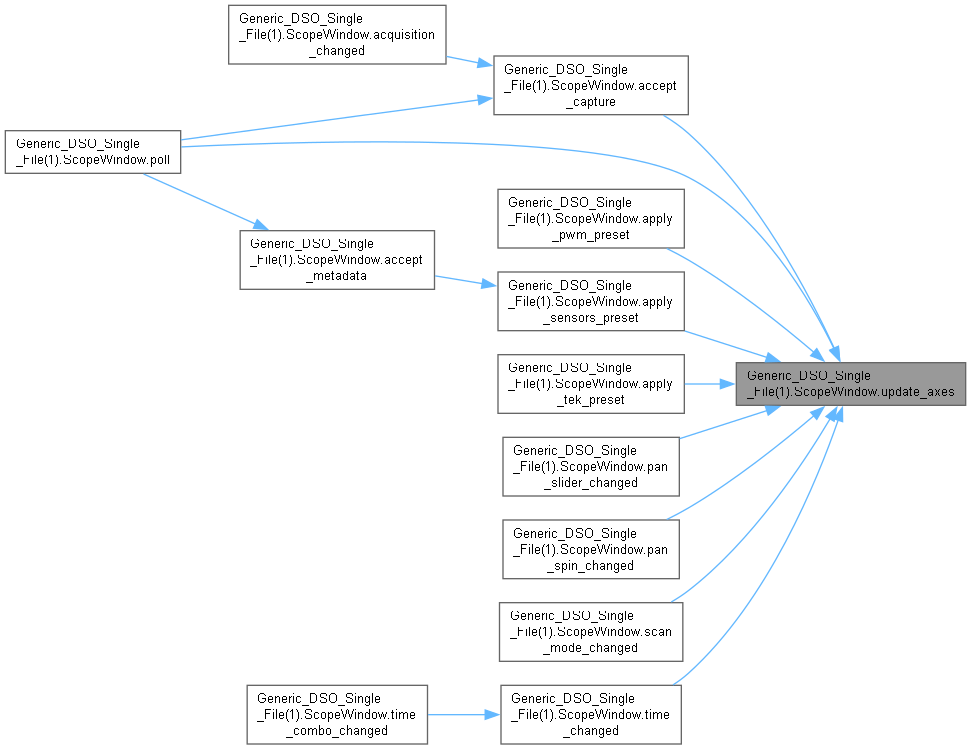 Generic_DSO_Single
_File(1).ScopeWindow.acquisition
_changed
Generic_DSO_Single
_File(1).ScopeWindow.accept
_capture
Generic_DSO_Single
_File(1).ScopeWindow.poll
Generic_DSO_Single
_File(1).ScopeWindow.apply
_pwm_preset
Generic_DSO_Single
_File(1).ScopeWindow.accept
_metadata
Generic_DSO_Single
_File(1).ScopeWindow.apply
_sensors_preset
Generic_DSO_Single
_File(1).ScopeWindow.apply
_tek_preset
Generic_DSO_Single
_File(1).ScopeWindow.update_axes
Generic_DSO_Single
_File(1).ScopeWindow.pan
_slider_changed
Generic_DSO_Single
_File(1).ScopeWindow.pan
_spin_changed
Generic_DSO_Single
_File(1).ScopeWindow.scan
_mode_changed
Generic_DSO_Single
_File(1).ScopeWindow.time
_combo_changed
Generic_DSO_Single
_File(1).ScopeWindow.time
_changed